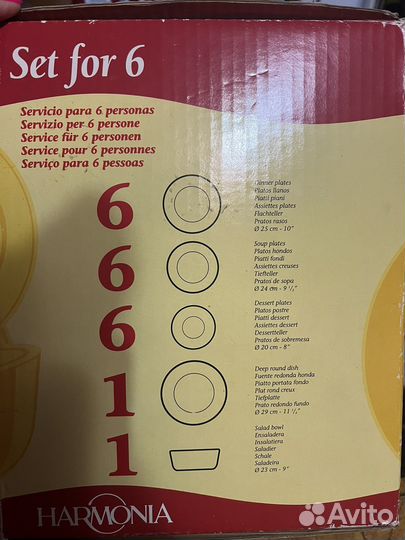 Set for 6
Servicio para 6 personas
Servizio per 6 persone
Service für 6 personen
Service pour 6 personnes
Serviço para 6 pessoas
6
Dinner plates
Platos llanos
Piatti piani
Assiettes plates
Flachteller
Pratos rasos
Ø 25 cm - 10"
6
Soup plates
Platos hondos
Piatti fondi
Assiettes creuses
Tiefteller
Pratos de sopa
Ø 24 cm - 9 1/2"
6
Dessert plates
Platos postre
Piatti dessert
Assiettes dessert
Dessertteller
Pratos de sobremesa
Ø 20 cm - 8"
1
Deep round dish
Fuente redonda honda
Piatto portata fondo
Plat rond creux
Tiefplatte
Prato redondo fundo
Ø 29 cm - 11 1/2"
1
Salad bowl
Ensaladera
Insalatiera
Saladier
Schale
Saladeira
Ø 23 cm - 9"
HARMONIA
Avito